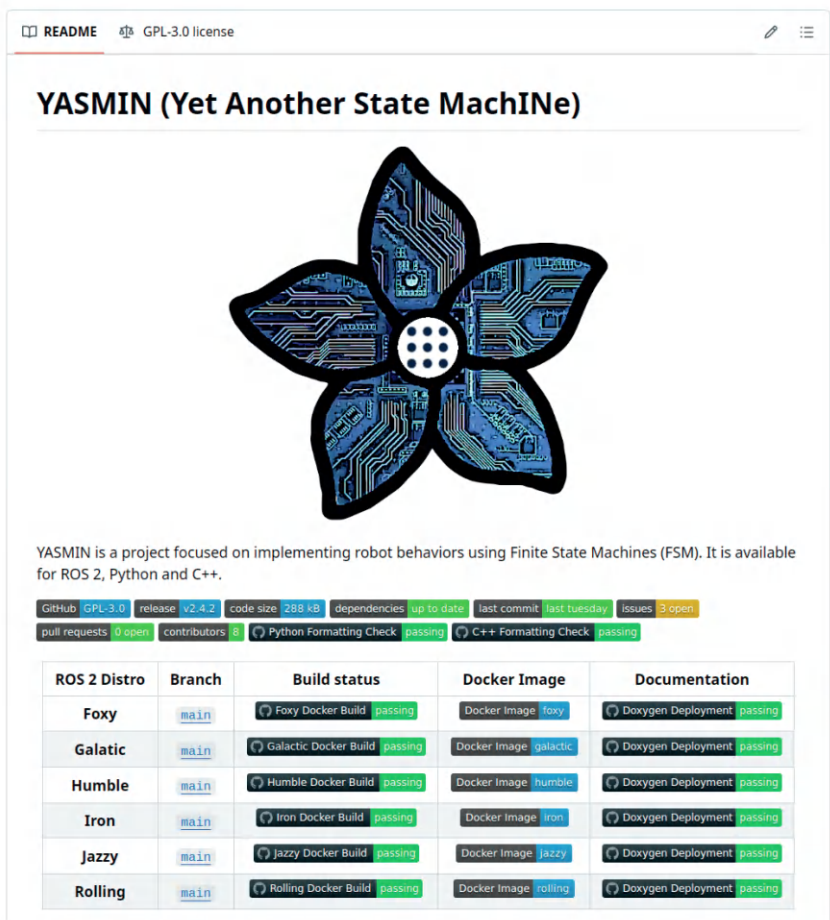 README GPL-3.0 license
YASMIN (Yet Another State MachINe)
YASMIN is a project focused on implementing robot behaviors using Finite State Machines (FSM). It is available
for ROS 2, Python and C++.
GitHub GPL-3.0 release v2.4.2 code size 288 kB dependencies up to date last commit last tuesday issues 3 open
pull requests 0 open contributors 8 Python Formatting Check passing C++ Formatting Check passing
ROS 2 Distro Branch Build status Docker Image Documentation
Foxy main Foxy Docker Build passing Docker Image foxy Doxygen Deployment passing
Galatic main Galactic Docker Build passing Docker Image galactic Doxygen Deployment passing
Humble main Humble Docker Build passing Docker Image humble Doxygen Deployment passing
Iron main Iron Docker Build passing Docker Image iron Doxygen Deployment passing
Jazzy main Jazzy Docker Build passing Docker Image jazzy Doxygen Deployment passing
Rolling main Rolling Docker Build passing Docker Image rolling Doxygen Deployment passing